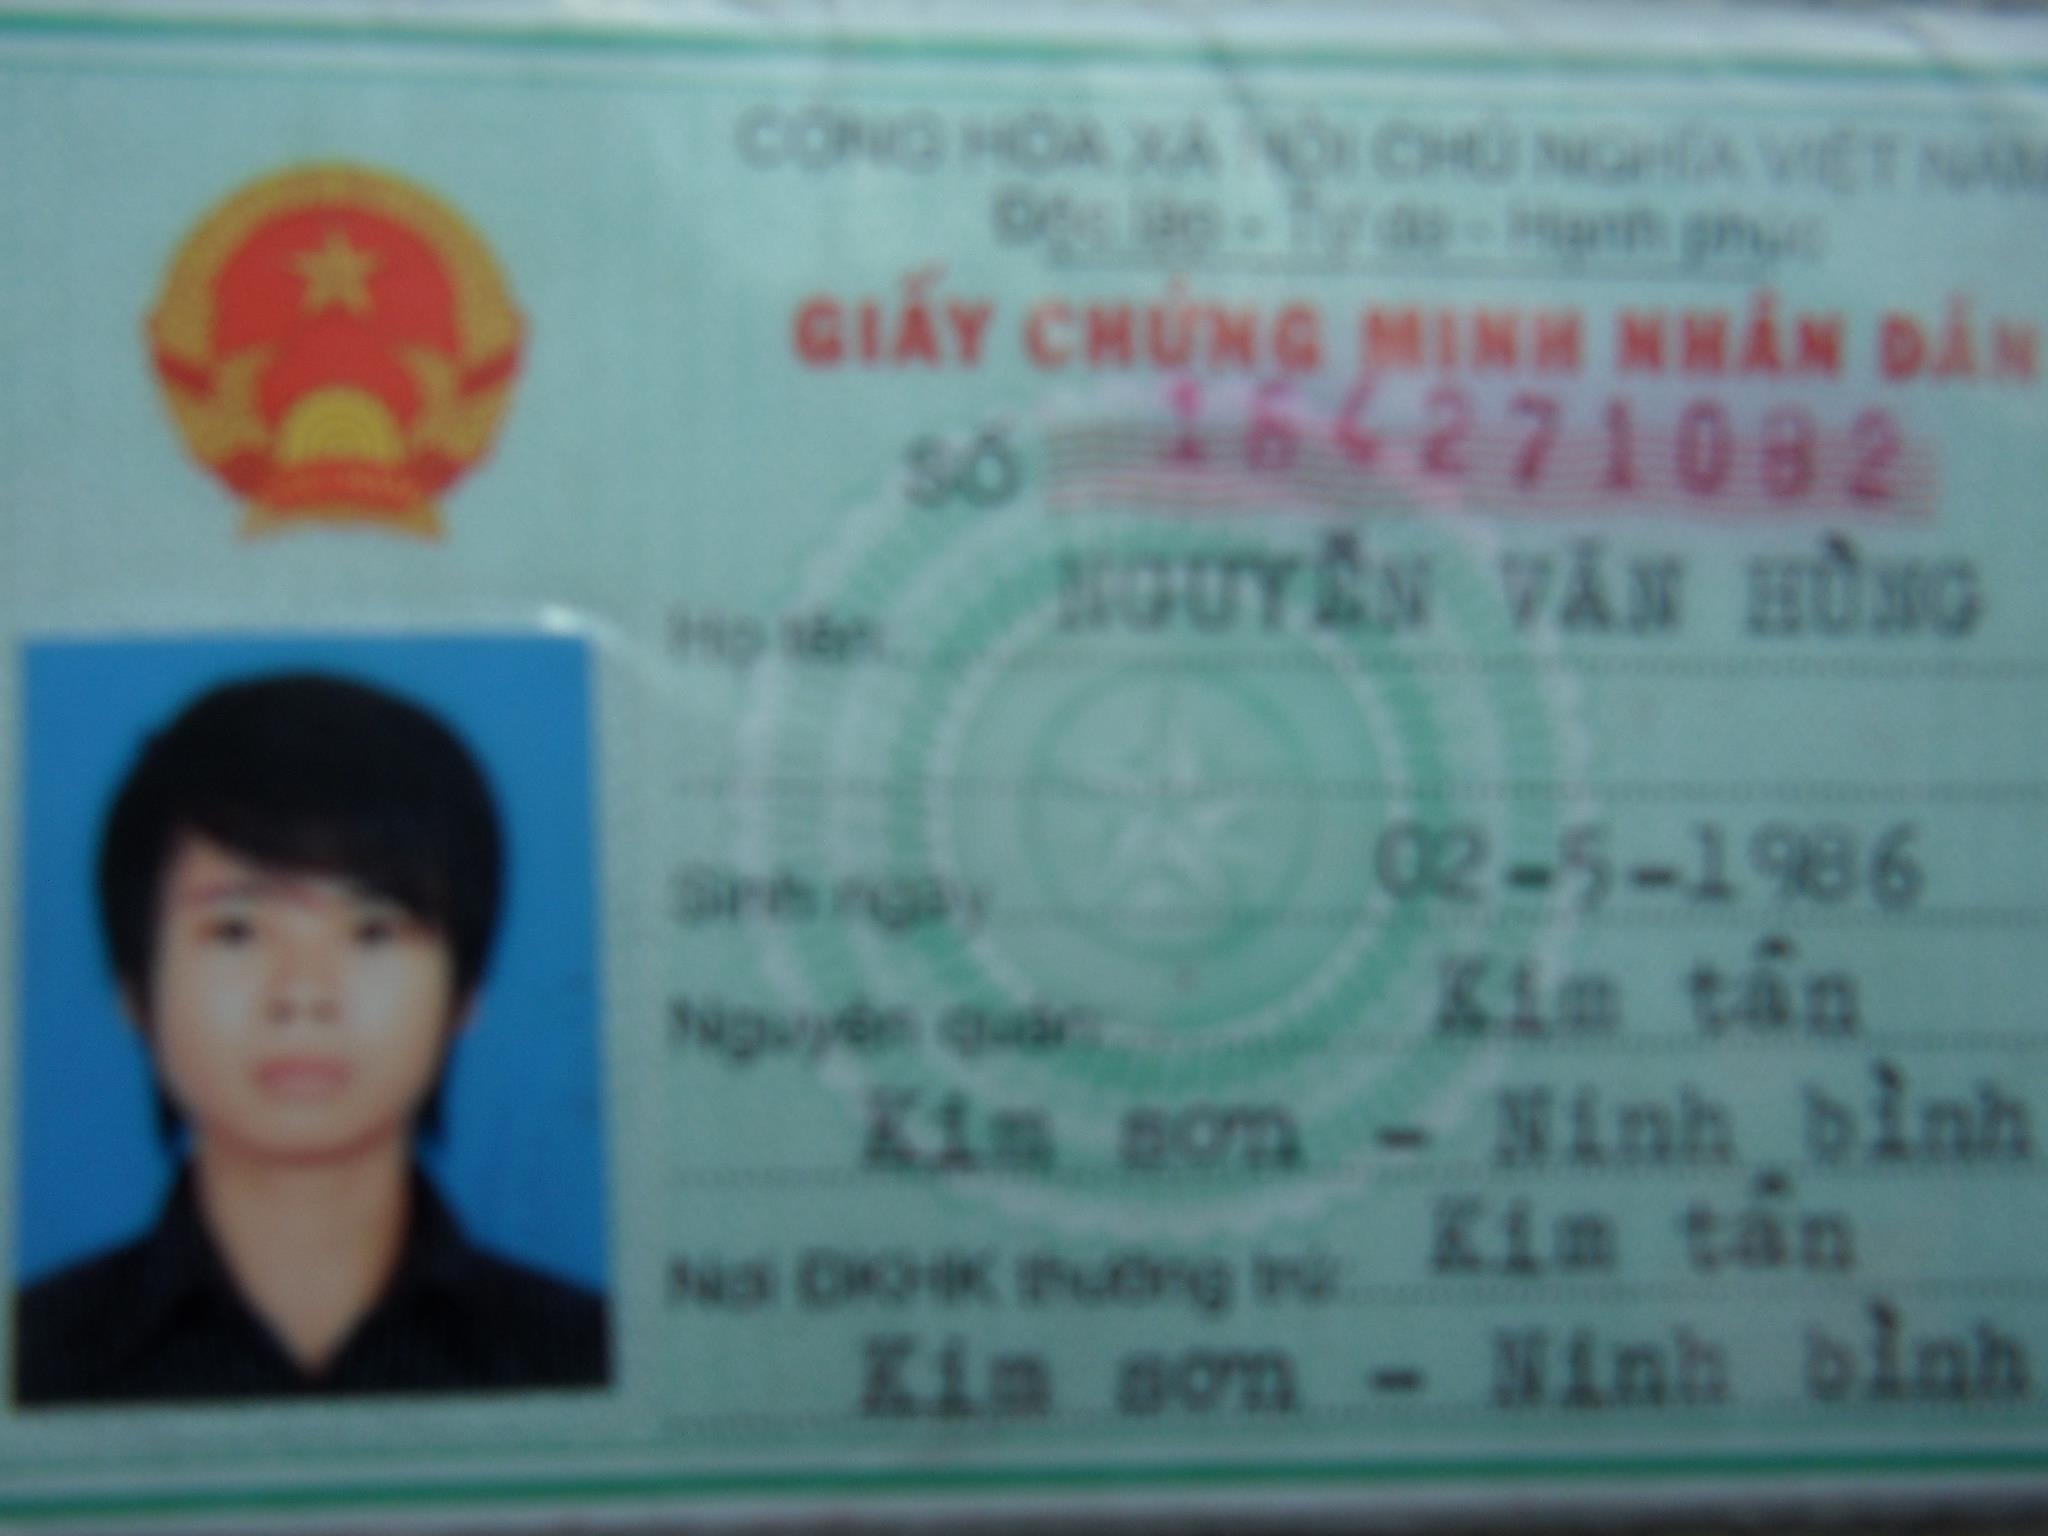 CỘNG HÒA XÃ HỘI CHỦ NGHĨA VIỆT NAM
Độc lập - Tự do - Hạnh phúc
GIẤY CHỨNG MINH NHÂN DÂN
SỐ 164271082
Họ tên NGUYỄN VĂN HÙNG
Sinh ngày 02-5-1986
Nguyên quán Kim tân
Kim sơn - Ninh bình
Nơi ĐKHK thường trú Kim tân
Kim sơn - Ninh bình